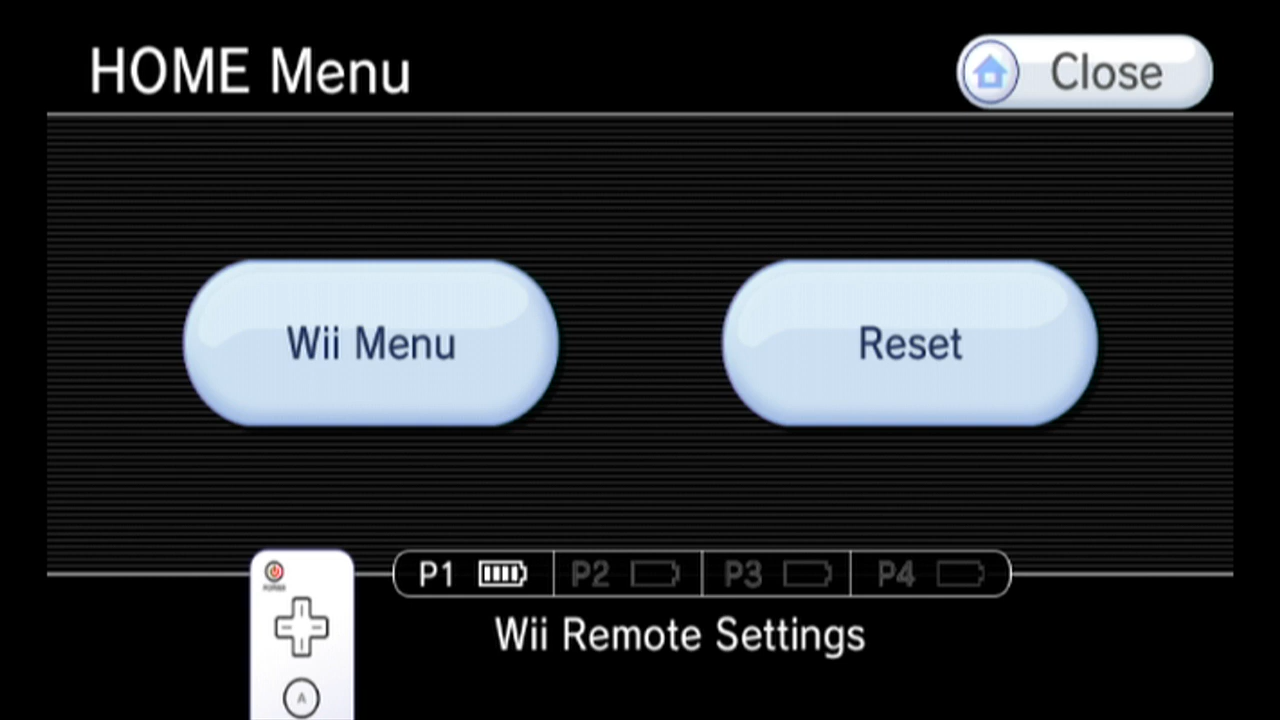 HOME Menu
Close
Wii Menu
Reset
P1 P2 P3 P4
Wii Remote Settings
A